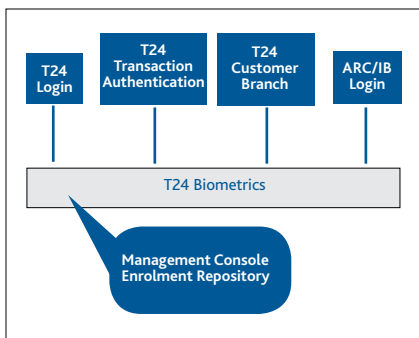 T24
Login
T24
Transaction
Authentication
T24
Customer
Branch
ARC/IB
Login
T24 Biometrics
Management Console
Enrolment Repository